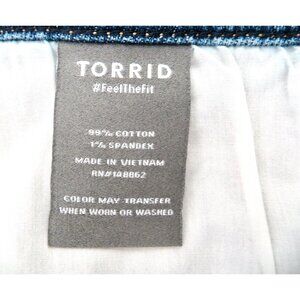 TORRID
#FeelTheFit
99% COTTON
1% SPANDEX
MADE IN VIETNAM
RN#148862
COLOR MAY TRANSFER
WHEN WORN OR WASHED